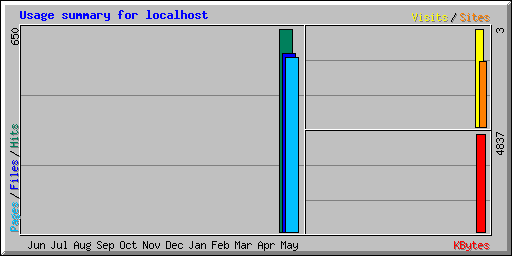 Usage summary for localhost
Visits / Sites
650
3
Pages / Files / Hits
4837
Jun Jul Aug Sep Oct Nov Dec Jan Feb Mar Apr May
KBytes